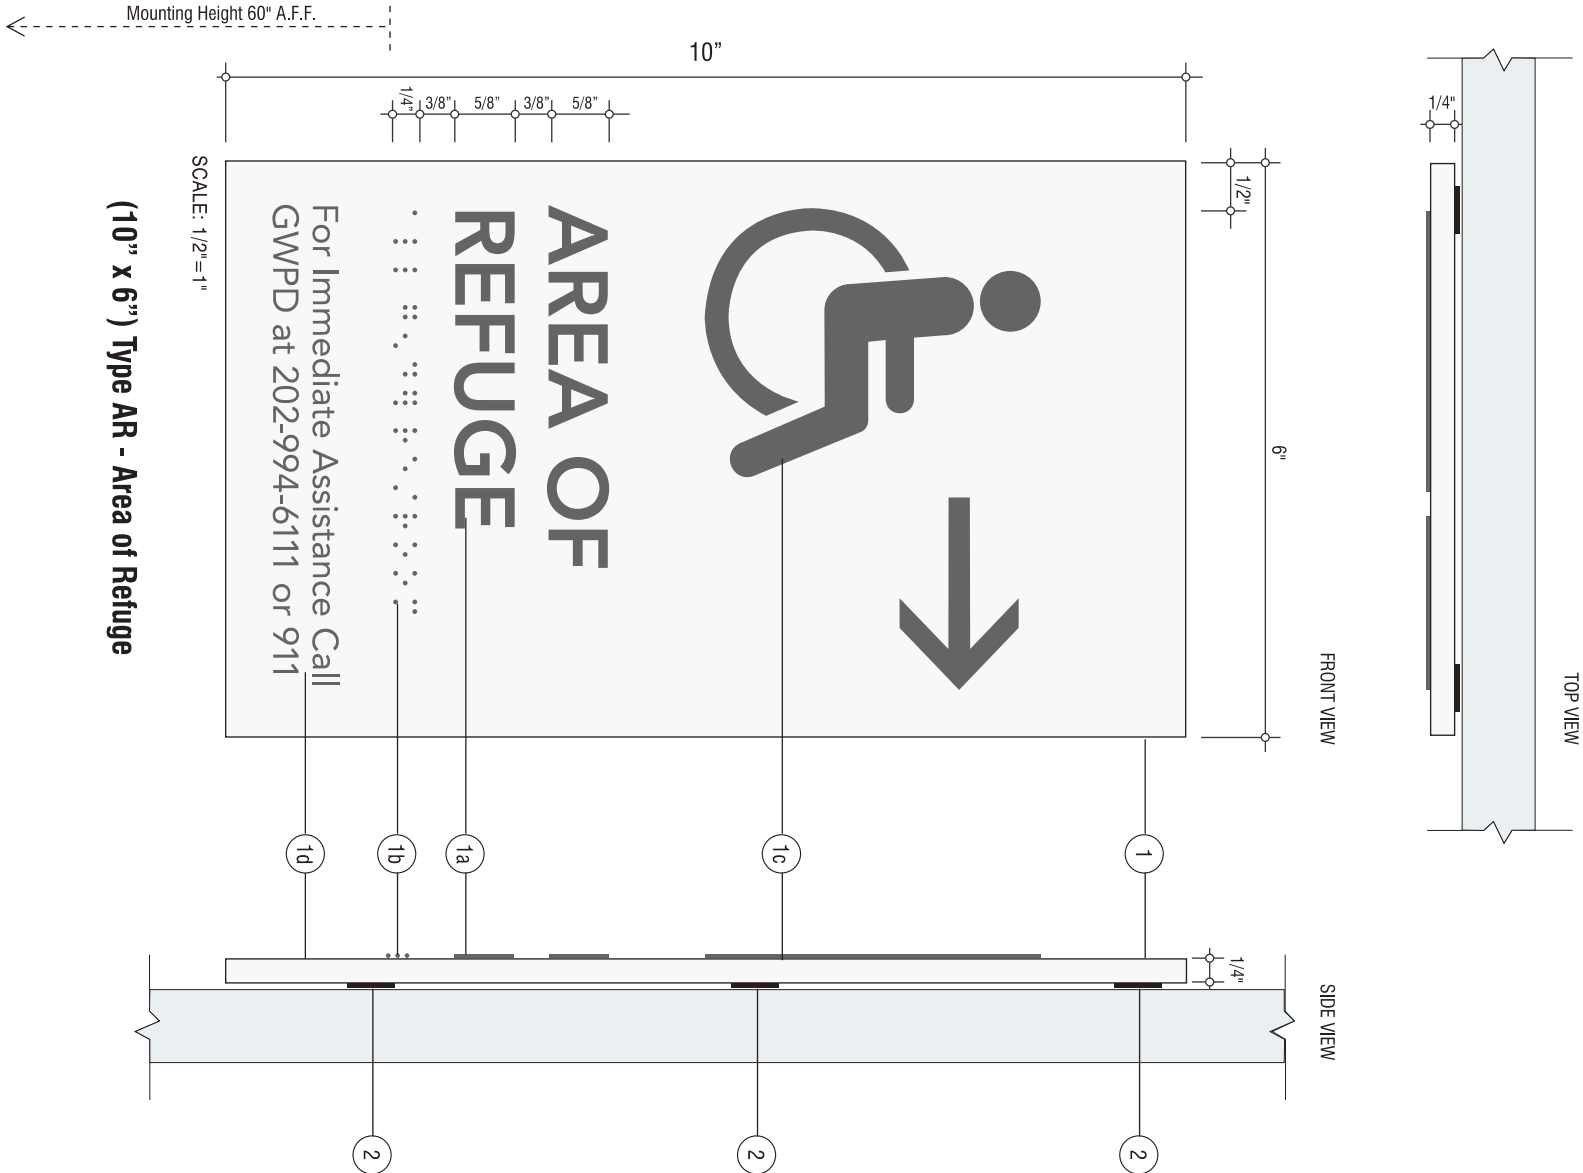 TOP VIEW
1/4"
FRONT VIEW
6"
1/2"
10”
5/8”
3/8”
5/8”
3/8”
1/4”
Mounting Height 60" A.F.F.
AREA OF
REFUGE
For Immediate Assistance Call
GWPD at 202-994-6111 or 911
1
1c
1a
1b
1d
SIDE VIEW
1/4"
2
2
2
SCALE: 1/2"=1"
(10” x 6”) Type AR - Area of Refuge